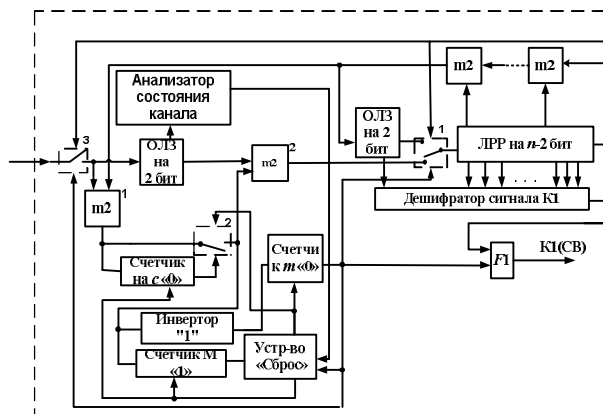 m2
m2
Анализатор
состояния
канала
ОЛЗ
на 2
бит
1
3
ОЛЗ
на
2 бит
2
m2
ЛРР на n-2 бит
. . .
Дешифратор сигнала К1
1
m2
2
Счетчик
на с «0»
Счетчи
к m«0»
F1
К1(СВ)
Инвертор
"1"
Счетчик М
«1»
Устр-во
«Сброс»